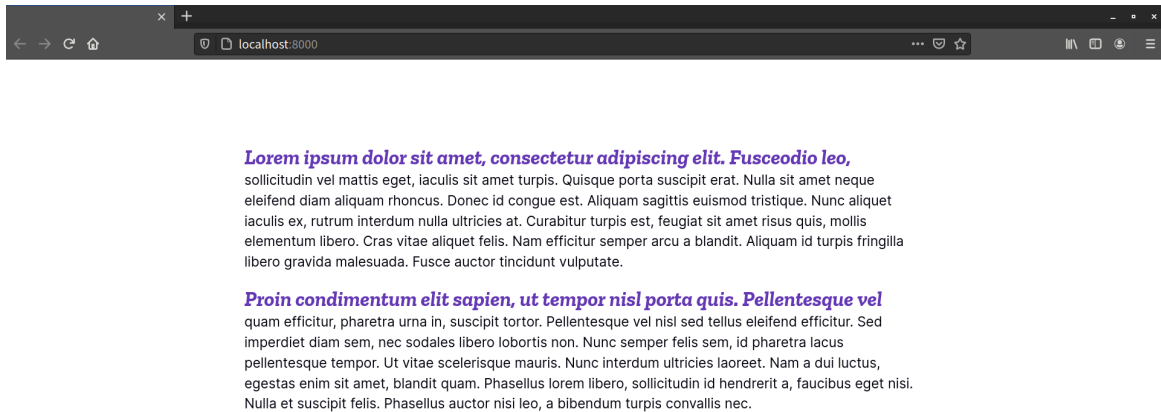 localhost:8000
Lorem ipsum dolor sit amet, consectetur adipiscing elit. Fusceodio leo,
sollicitudin vel mattis eget, iaculis sit amet turpis. Quisque porta suscipit erat. Nulla sit amet neque
eleifend diam aliquam rhoncus. Donec id congue est. Aliquam sagittis euismod tristique. Nunc aliquet
iaculis ex, rutrum interdum nulla ultricies at. Curabitur turpis est, feugiat sit amet risus quis, mollis
elementum libero. Cras vitae aliquet felis. Nam efficitur semper arcu a blandit. Aliquam id turpis fringilla
libero gravida malesuada. Fusce auctor tincidunt vulputate.
Proin condimentum elit sapien, ut tempor nisl porta quis. Pellentesque vel
quam efficitur, pharetra urna in, suscipit tortor. Pellentesque vel nisl sed tellus eleifend efficitur. Sed
imperdiet diam sem, nec sodales libero lobortis non. Nunc semper felis sem, id pharetra lacus
pellentesque tempor. Ut vitae scelerisque mauris. Nunc interdum ultricies laoreet. Nam a dui luctus,
egestas enim sit amet, blandit quam. Phasellus lorem libero, sollicitudin id hendrerit a, faucibus eget nisi.
Nulla et suscipit felis. Phasellus auctor nisi leo, a bibendum turpis convallis nec.